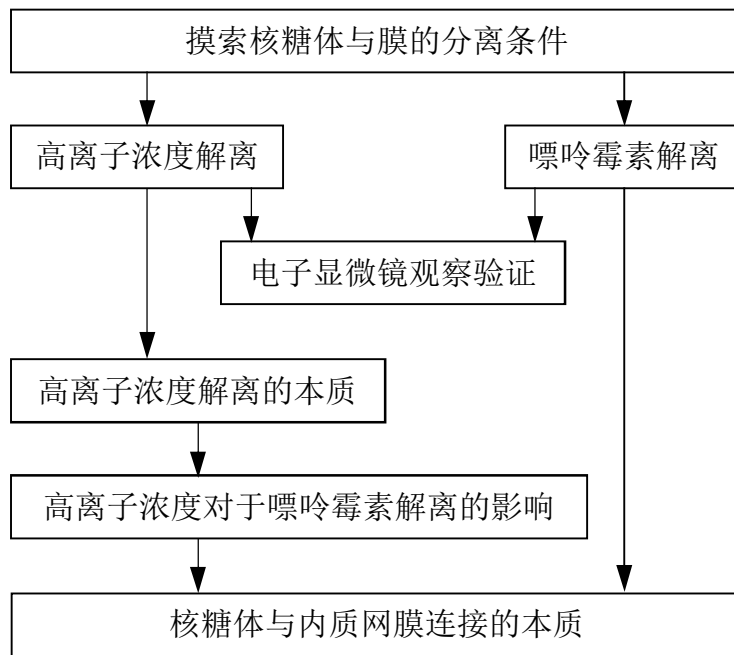 摸索核糖体与膜的分离条件
高离子浓度解离
嘌呤霉素解离
电子显微镜观察验证
高离子浓度解离的本质
高离子浓度对于嘌呤霉素解离的影响
核糖体与内质网膜连接的本质